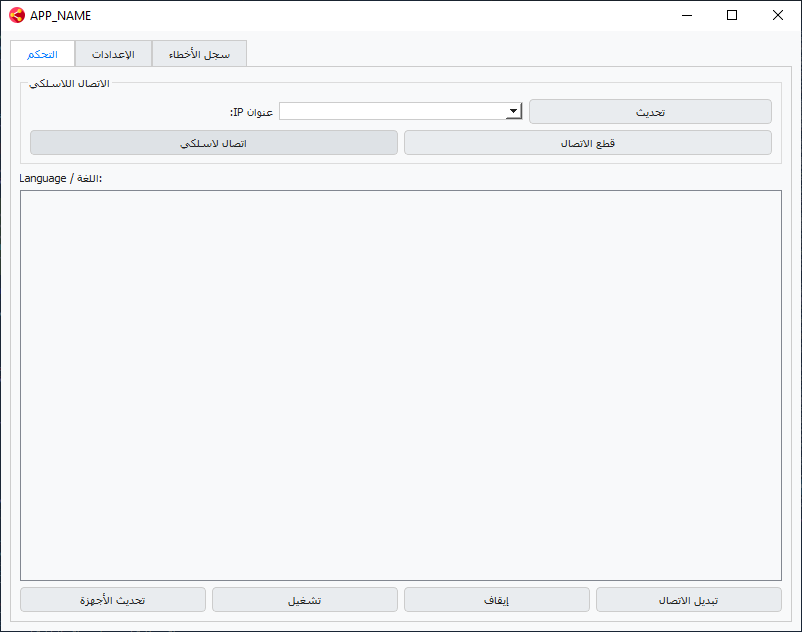 APP_NAME
التحكم
الإعدادات
سجل الأخطاء
الاتصال اللاسلكي
عنوان IP:
تحديث
اتصال لاسلكي
قطع الاتصال
Language / اللغة:
تحديث الأجهزة
تشغيل
إيقاف
تبديل الاتصال